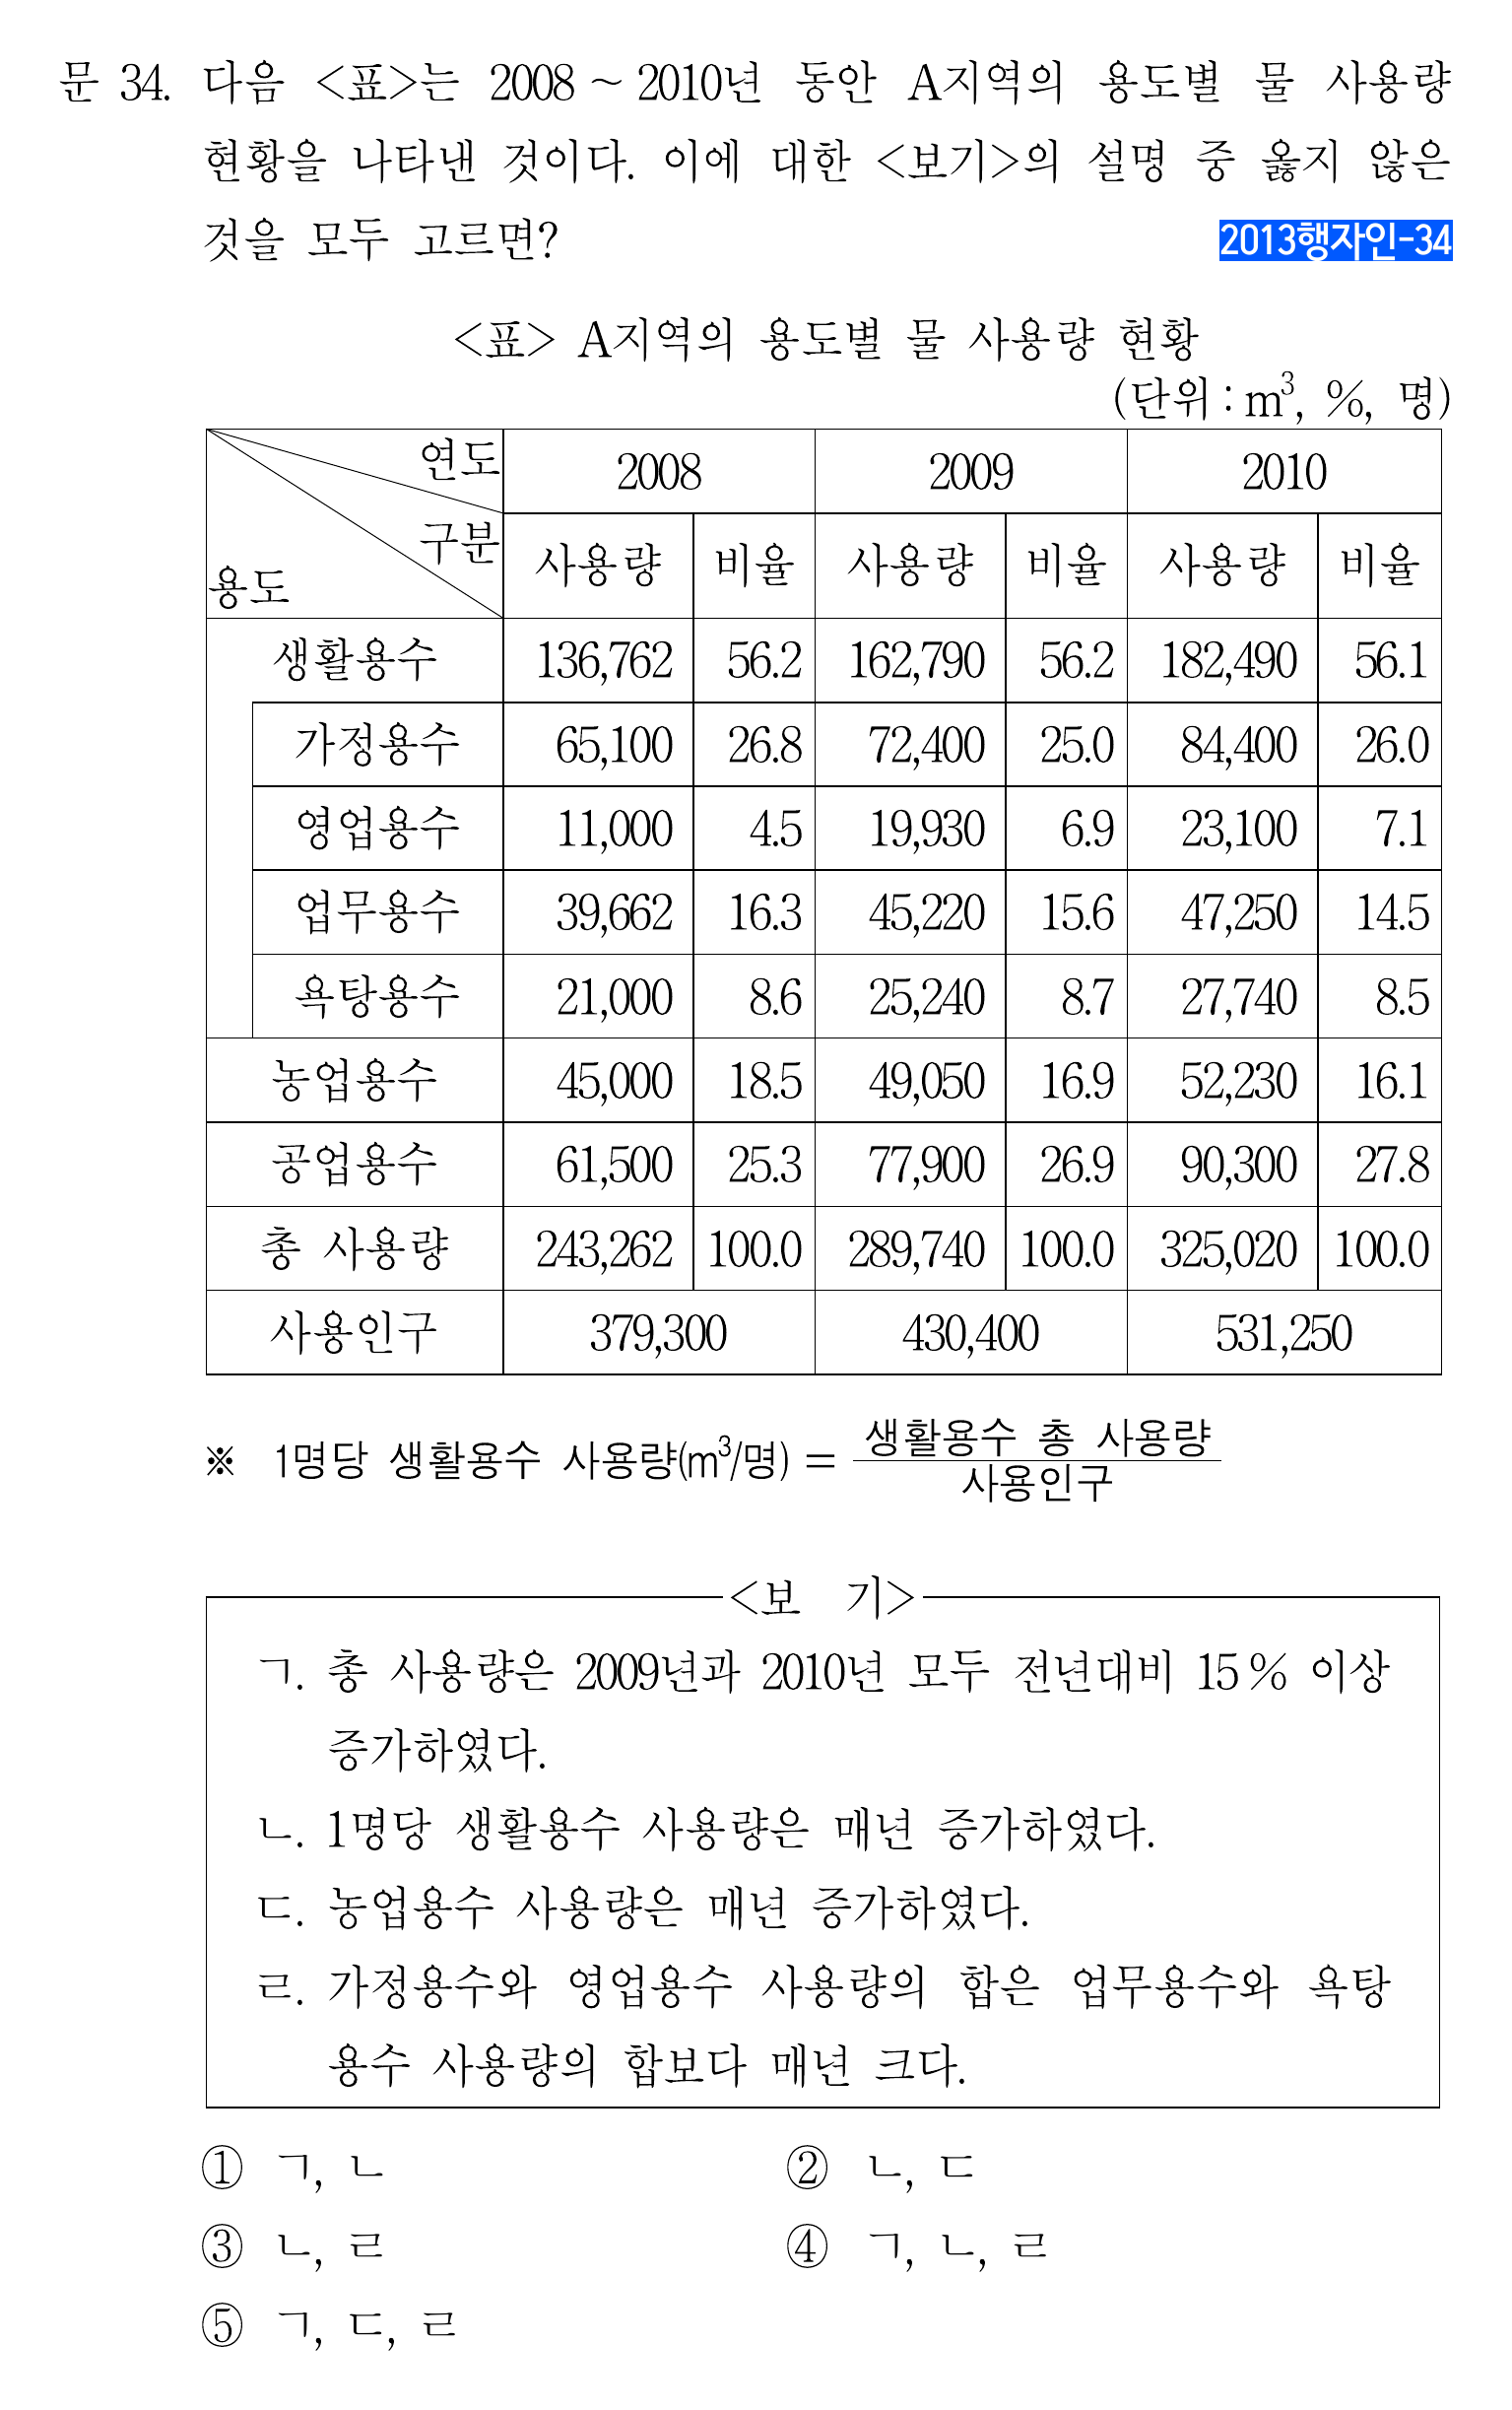 문 34. 다음 <표>는 2008 ~ 2010년 동안 A지역의 용도별 물 사용량
현황을 나타낸 것이다. 이에 대한 <보기>의 설명 중 옳지 않은
것을 모두 고르면?
2013행자인-34
<표> A지역의 용도별 물 사용량 현황
(단위 : m³, %, 명)
연도 2008 2009 2010
구분 사용량 비율 사용량 비율 사용량 비율
용도
생활용수 136,762 56.2 162,790 56.2 182,490 56.1
가정용수 65,100 26.8 72,400 25.0 84,400 26.0
영업용수 11,000 4.5 19,930 6.9 23,100 7.1
업무용수 39,662 16.3 45,220 15.6 47,250 14.5
욕탕용수 21,000 8.6 25,240 8.7 27,740 8.5
농업용수 45,000 18.5 49,050 16.9 52,230 16.1
공업용수 61,500 25.3 77,900 26.9 90,300 27.8
총 사용량 243,262 100.0 289,740 100.0 325,020 100.0
사용인구 379,300 430,400 531,250
※ 1명당 생활용수 사용량(m³/명) = 생활용수 총 사용량
사용인구
<보 기>
ㄱ. 총 사용량은 2009년과 2010년 모두 전년대비 15 % 이상
증가하였다.
ㄴ. 1명당 생활용수 사용량은 매년 증가하였다.
ㄷ. 농업용수 사용량은 매년 증가하였다.
ㄹ. 가정용수와 영업용수 사용량의 합은 업무용수와 욕탕
용수 사용량의 합보다 매년 크다.
① ㄱ, ㄴ ② ㄴ, ㄷ
③ ㄴ, ㄹ ④ ㄱ, ㄴ, ㄹ
⑤ ㄱ, ㄷ, ㄹ